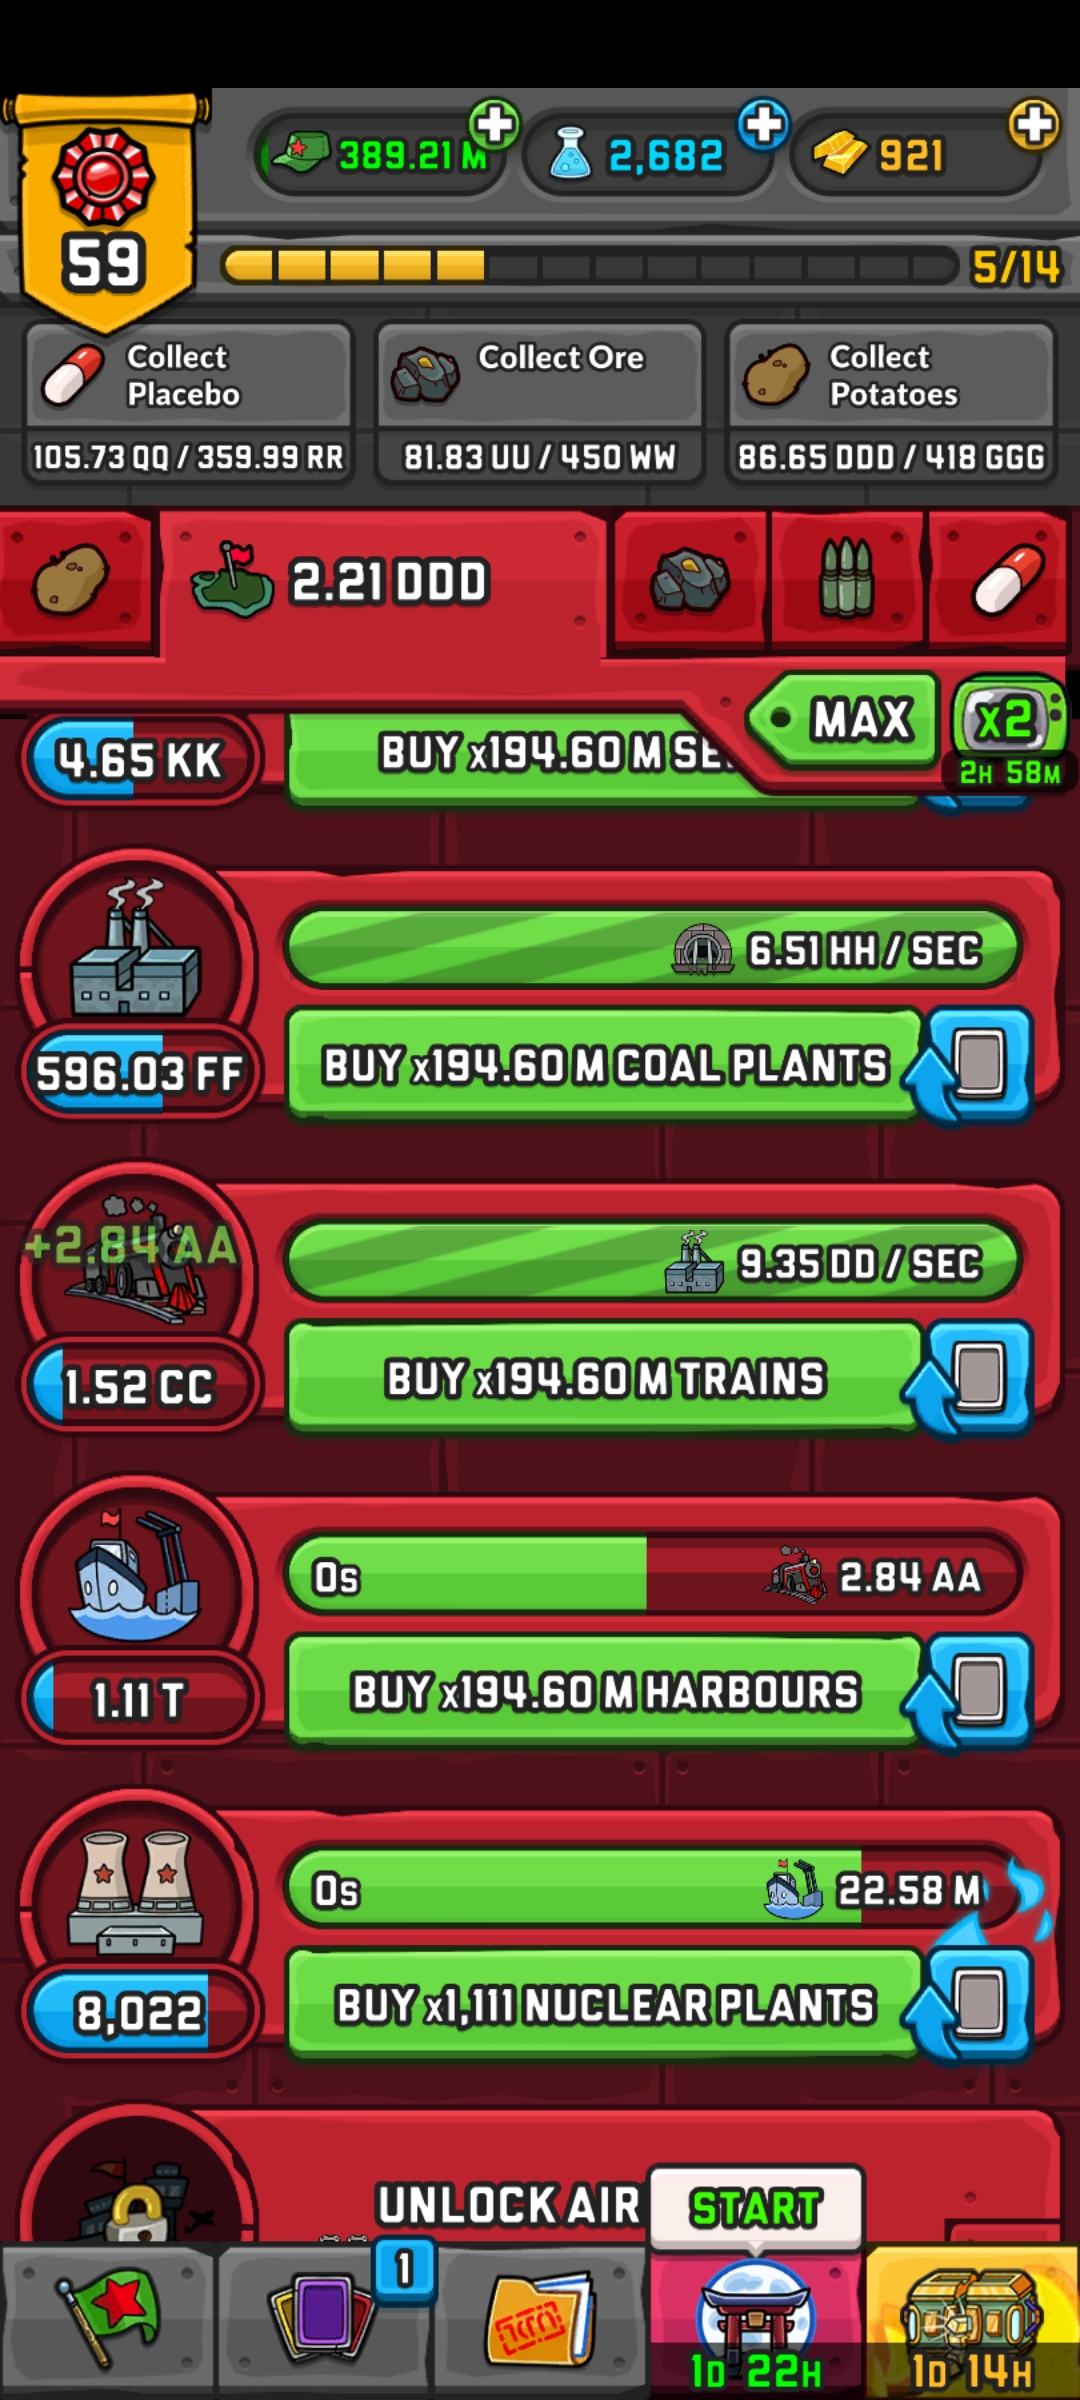 389.21 M
2,682
921
59
5/14
Collect
Placebo
105.73 QQ / 359.99 RR
Collect Ore
81.83 UU / 450 WW
Collect
Potatoes
86.65 DDD / 418 GGG
2.21 DDD
MAX
x2
2H 58M
4.65 KK
BUY x194.60 M SE
6.51 HH / SEC
596.03 FF
BUY x194.60 M COAL PLANTS
+2.84 AA
9.35 DD / SEC
1.52 CC
BUY x194.60 M TRAINS
0s
2.84 AA
1.11 T
BUY x194.60 M HARBOURS
0s
22.58 M
8,022
BUY x1,111 NUCLEAR PLANTS
UNLOCK AIR
START
1
1D 22H
1D 14H